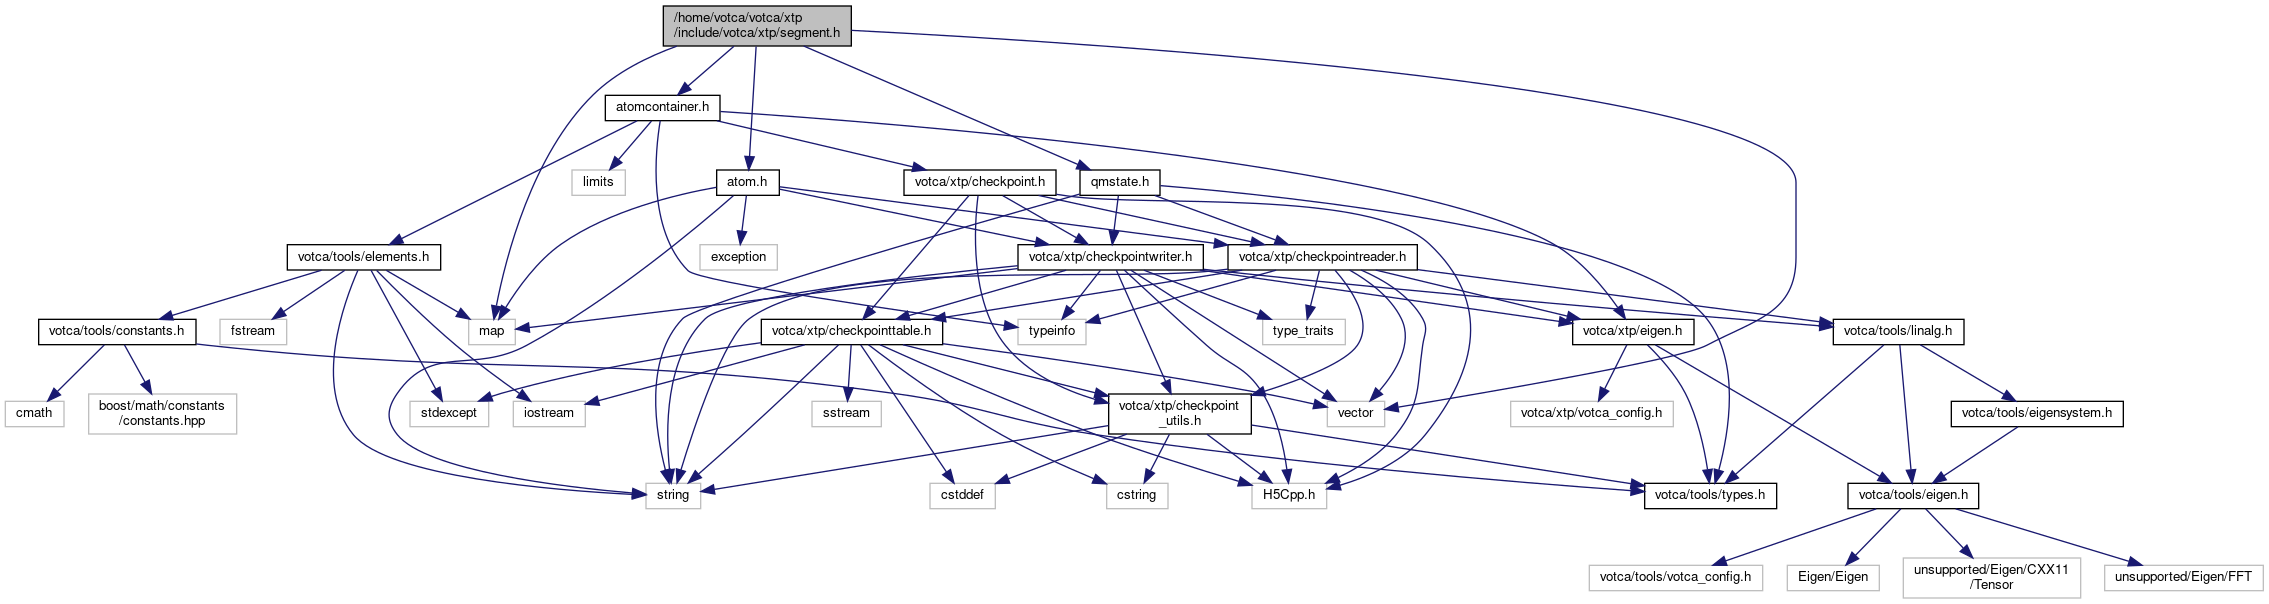 /home/votca/votca/xtp
/include/votca/xtp/segment.h
atomcontainer.h
limits
atom.h
votca/xtp/checkpoint.h
qmstate.h
votca/tools/elements.h
exception
votca/xtp/checkpointwriter.h
votca/xtp/checkpointreader.h
votca/tools/constants.h
fstream
map
votca/xtp/checkpointtable.h
typeinfo
type_traits
votca/xtp/eigen.h
votca/tools/linalg.h
cmath
boost/math/constants
/constants.hpp
stdexcept
iostream
sstream
votca/xtp/checkpoint
_utils.h
vector
votca/xtp/votca_config.h
votca/tools/eigensystem.h
string
cstddef
cstring
H5Cpp.h
votca/tools/types.h
votca/tools/eigen.h
votca/tools/votca_config.h
Eigen/Eigen
unsupported/Eigen/CXX11
/Tensor
unsupported/Eigen/FFT